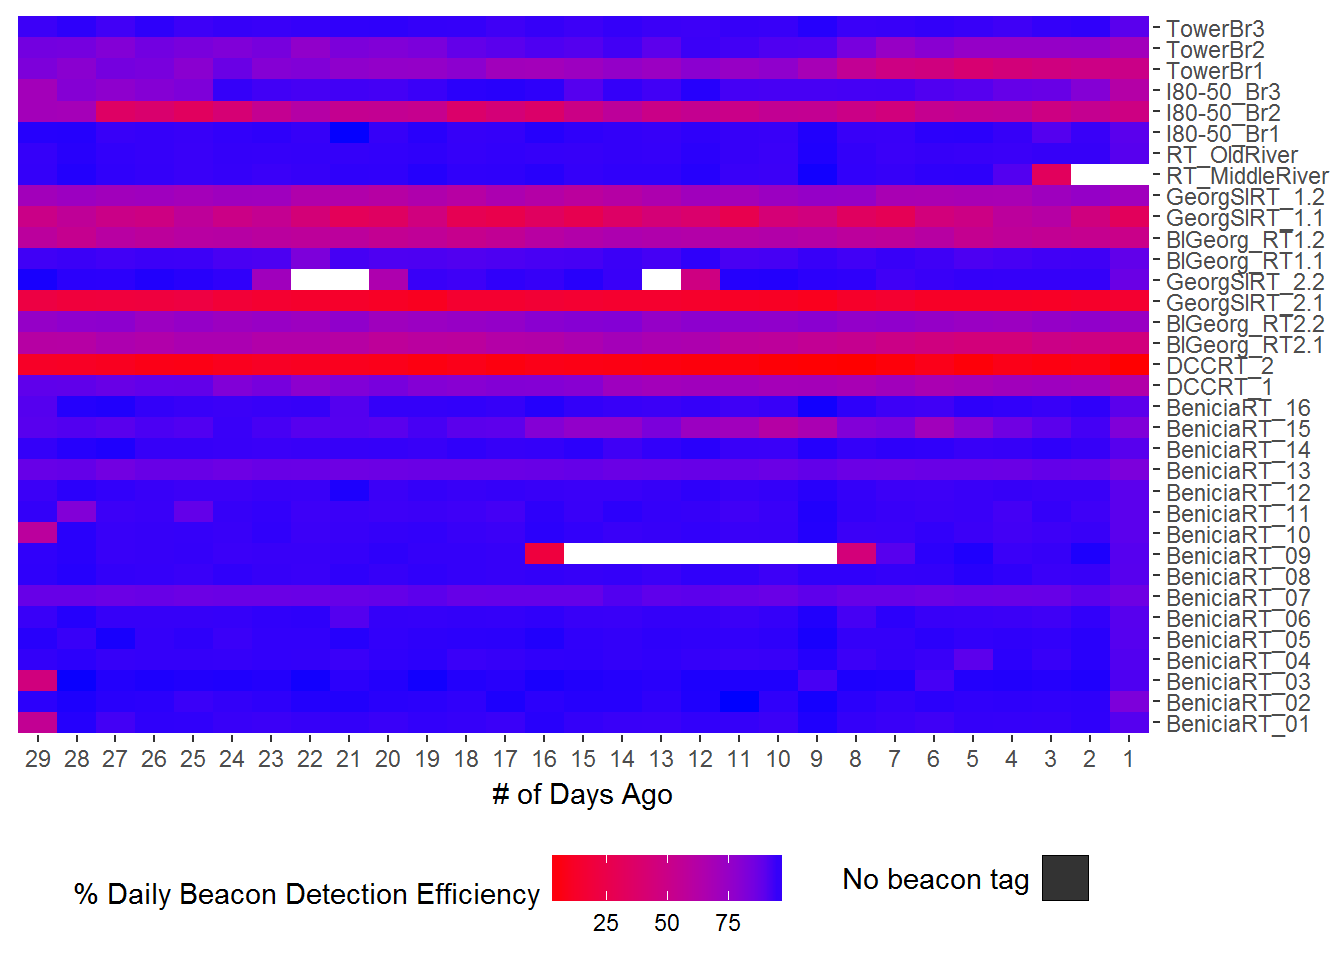 TowerBr3
TowerBr2
TowerBr1
I80-50_Br3
I80-50_Br2
I80-50_Br1
RT_OldRiver
RT_MiddleRiver
GeorgSlRT_1.2
GeorgSlRT_1.1
BlGeorg_RT1.2
BlGeorg_RT1.1
GeorgSlRT_2.2
GeorgSlRT_2.1
BlGeorg_RT2.2
BlGeorg_RT2.1
DCCRT_2
DCCRT_1
BeniciaRT_16
BeniciaRT_15
BeniciaRT_14
BeniciaRT_13
BeniciaRT_12
BeniciaRT_11
BeniciaRT_10
BeniciaRT_09
BeniciaRT_08
BeniciaRT_07
BeniciaRT_06
BeniciaRT_05
BeniciaRT_04
BeniciaRT_03
BeniciaRT_02
BeniciaRT_01
29 28 27 26 25 24 23 22 21 20 19 18 17 16 15 14 13 12 11 10 9 8 7 6 5 4 3 2 1
# of Days Ago
% Daily Beacon Detection Efficiency
25 50 75
No beacon tag